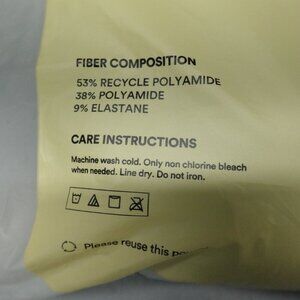 FIBER COMPOSITION
53% RECYCLE POLYAMIDE
38% POLYAMIDE
9% ELASTANE
CARE INSTRUCTIONS
Machine wash cold. Only non chlorine bleach
when needed. Line dry. Do not iron.
Please reuse this